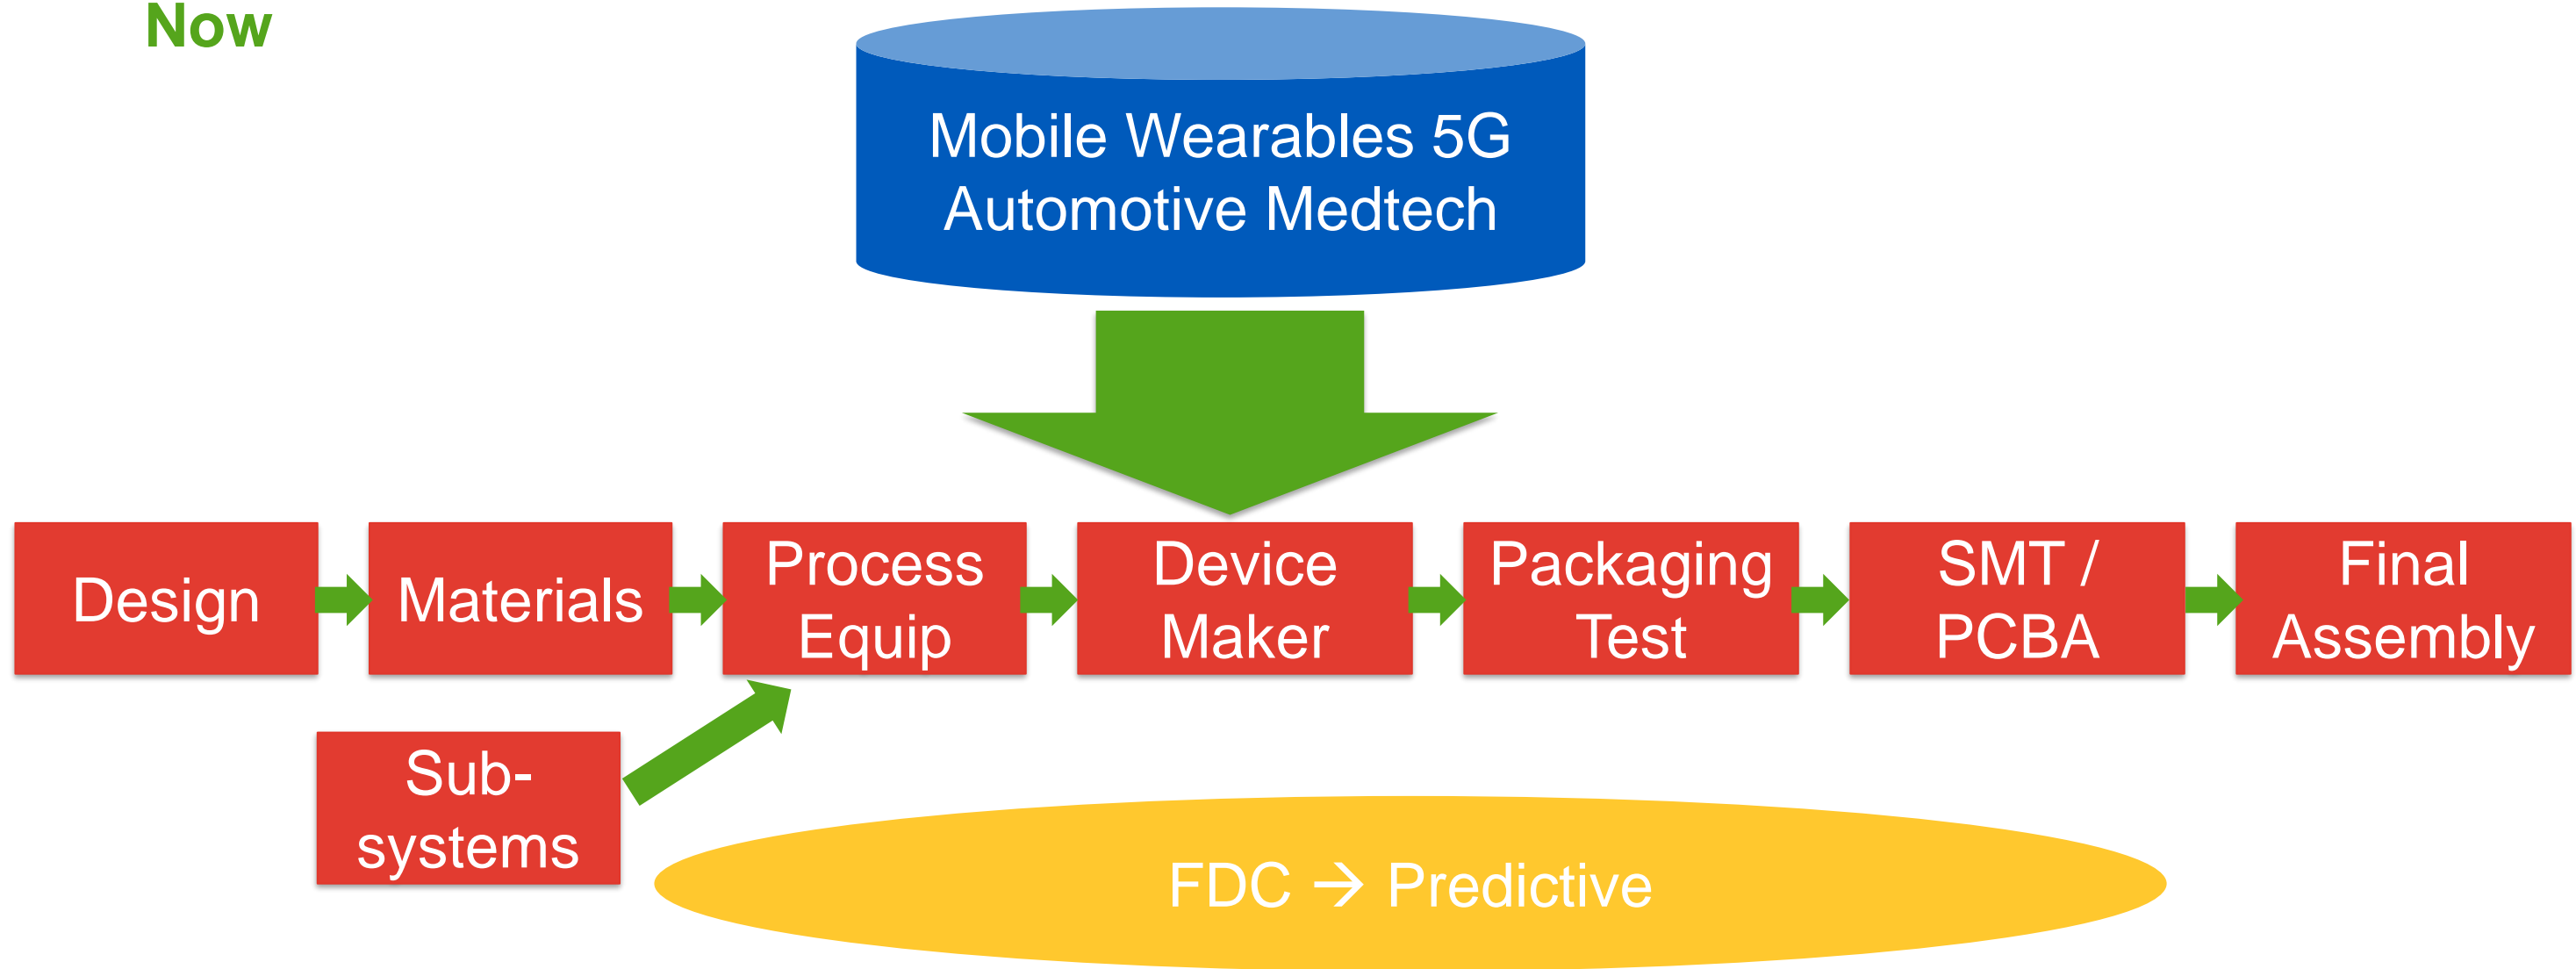 Now
Mobile Wearables 5G
Automotive Medtech
Design
Materials
Process
Equip
Device
Maker
Packaging
Test
SMT /
PCBA
Final
Assembly
Sub-
systems
FDC → Predictive